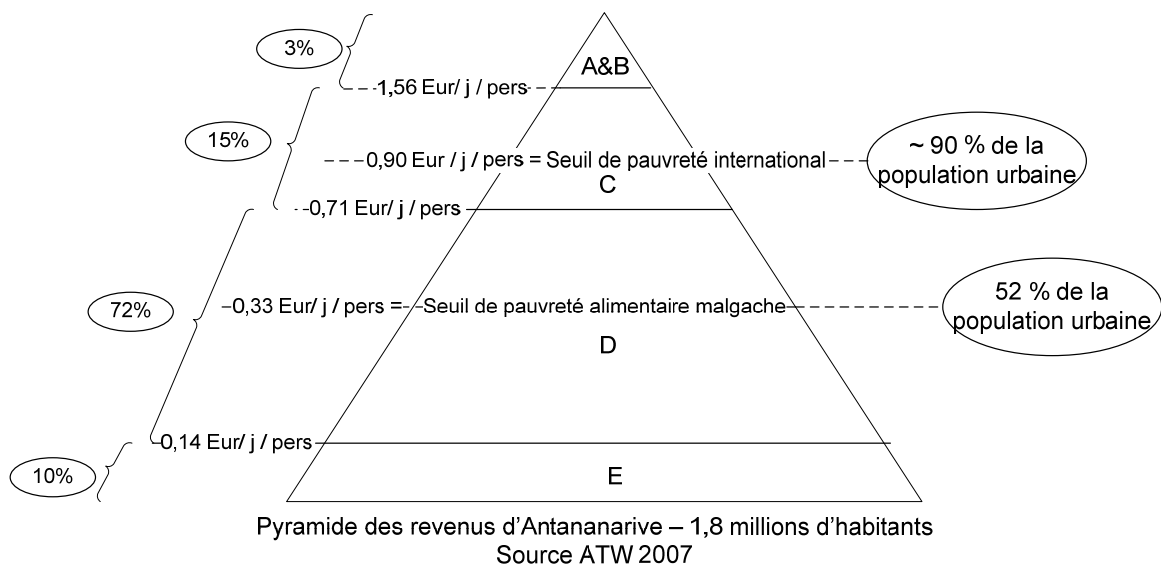 3%
A&B
1,56 Eur/ j / pers
15%
0,90 Eur / j / pers = Seuil de pauvreté international
~ 90 % de la
population urbaine
C
0,71 Eur/ j / pers
72%
0,33 Eur/ j / pers = Seuil de pauvreté alimentaire malgache
52 % de la
population urbaine
D
0,14 Eur/ j / pers
10%
E
Pyramide des revenus d'Antananarive – 1,8 millions d'habitants
Source ATW 2007